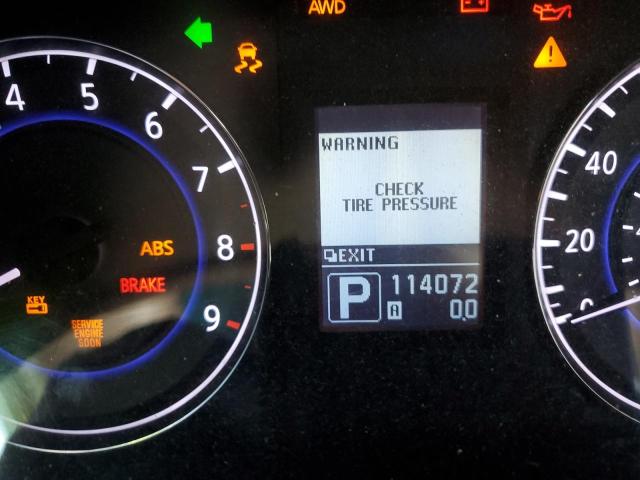 AWD
4
5
6
7
8
9
ABS
BRAKE
KEY
SERVICE
ENGINE
SOON
WARNING
CHECK
TIRE PRESSURE
EXIT
P
114072
A 0.0
40
20
0